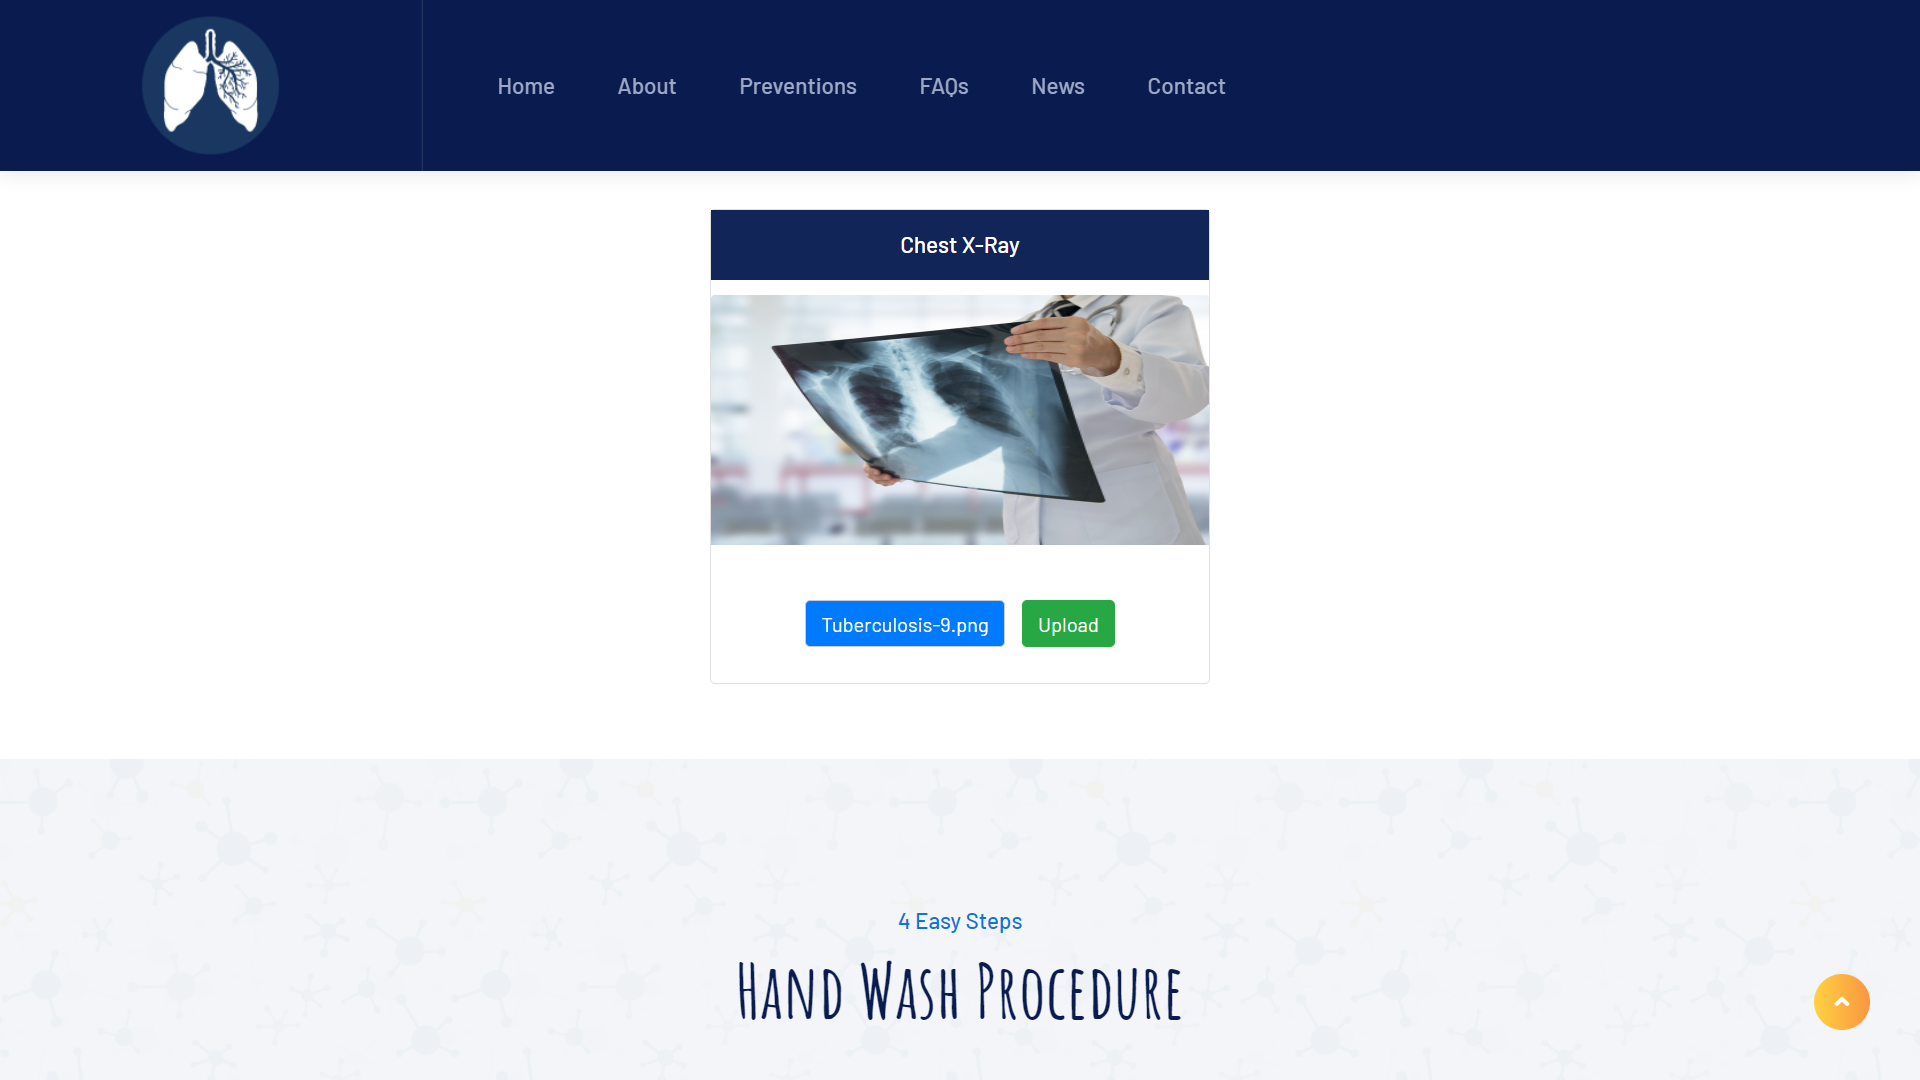 Home
About
Preventions
FAQs
News
Contact
Chest X-Ray
Tuberculosis-9.png
Upload
4 Easy Steps
Hand Wash Procedure